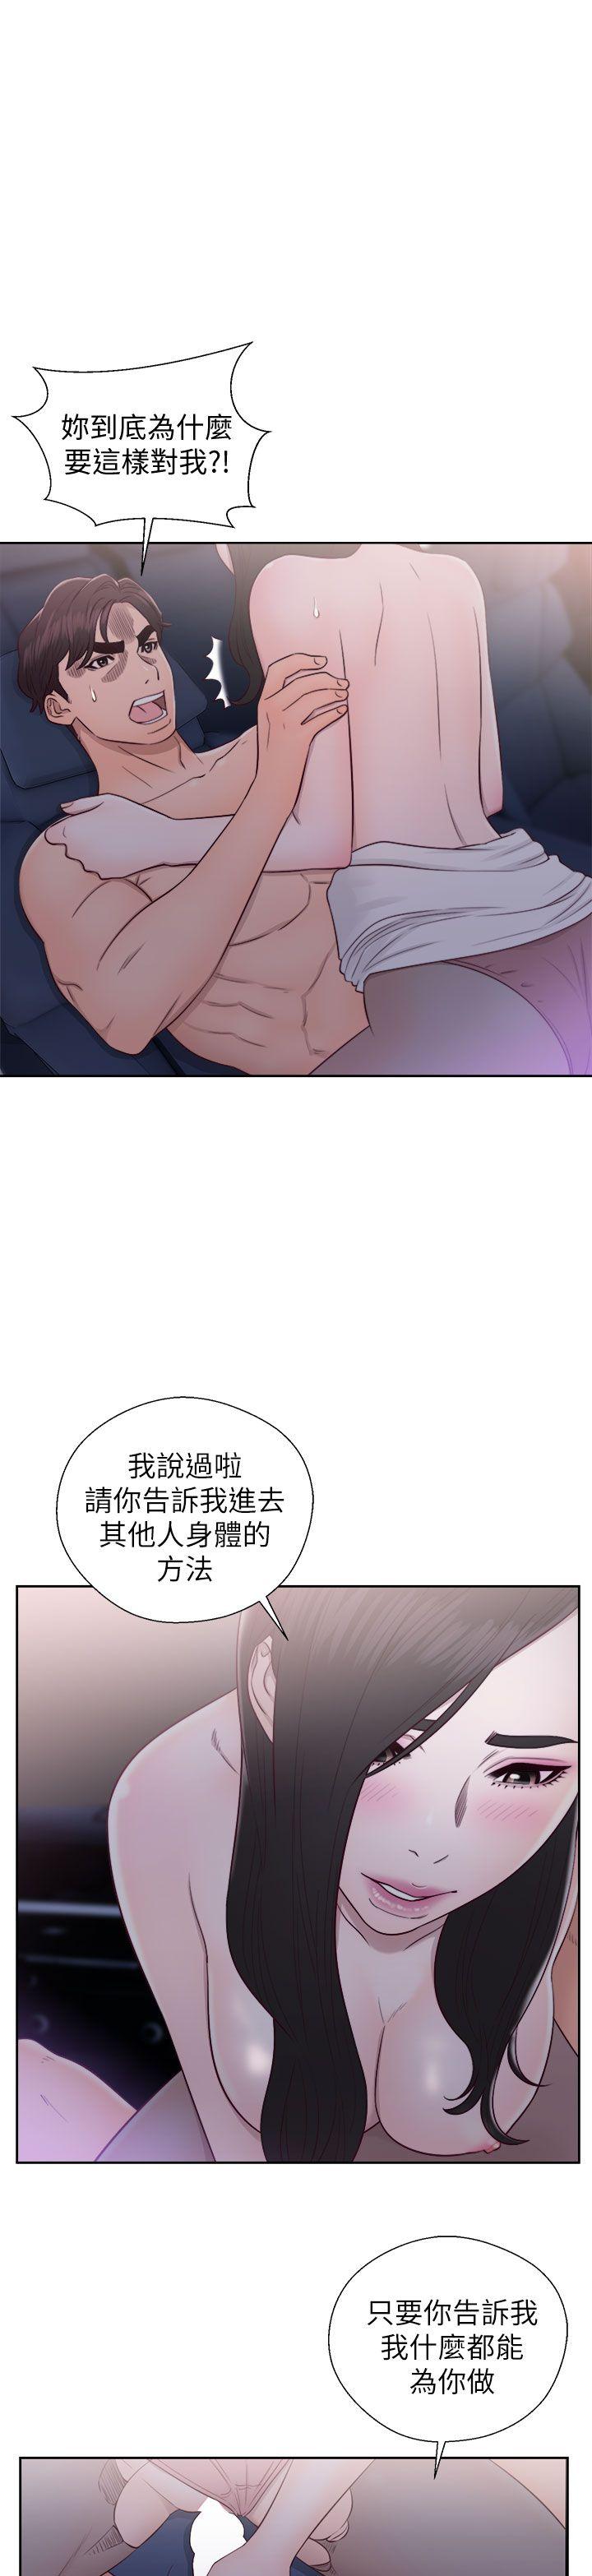 妳到底為什麼
要這樣對我?!
我說過啦
請你告訴我進去
其他人身體的
方法
只要你告訴我
我什麼都能
為你做